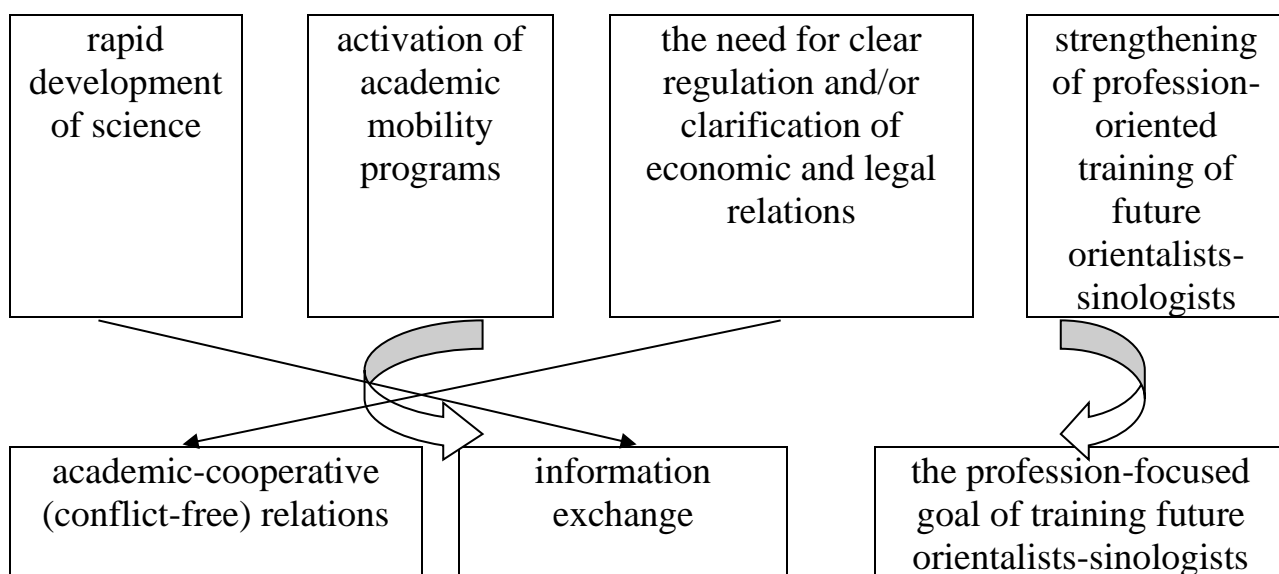 rapid
development
of science
activation of
academic
mobility
programs
the need for clear
regulation and/or
clarification of
economic and legal
relations
strengthening
of profession-
oriented
training of
future
orientalists-
sinologists
academic-cooperative
(conflict-free) relations
information
exchange
the profession-focused
goal of training future
orientalists-sinologists